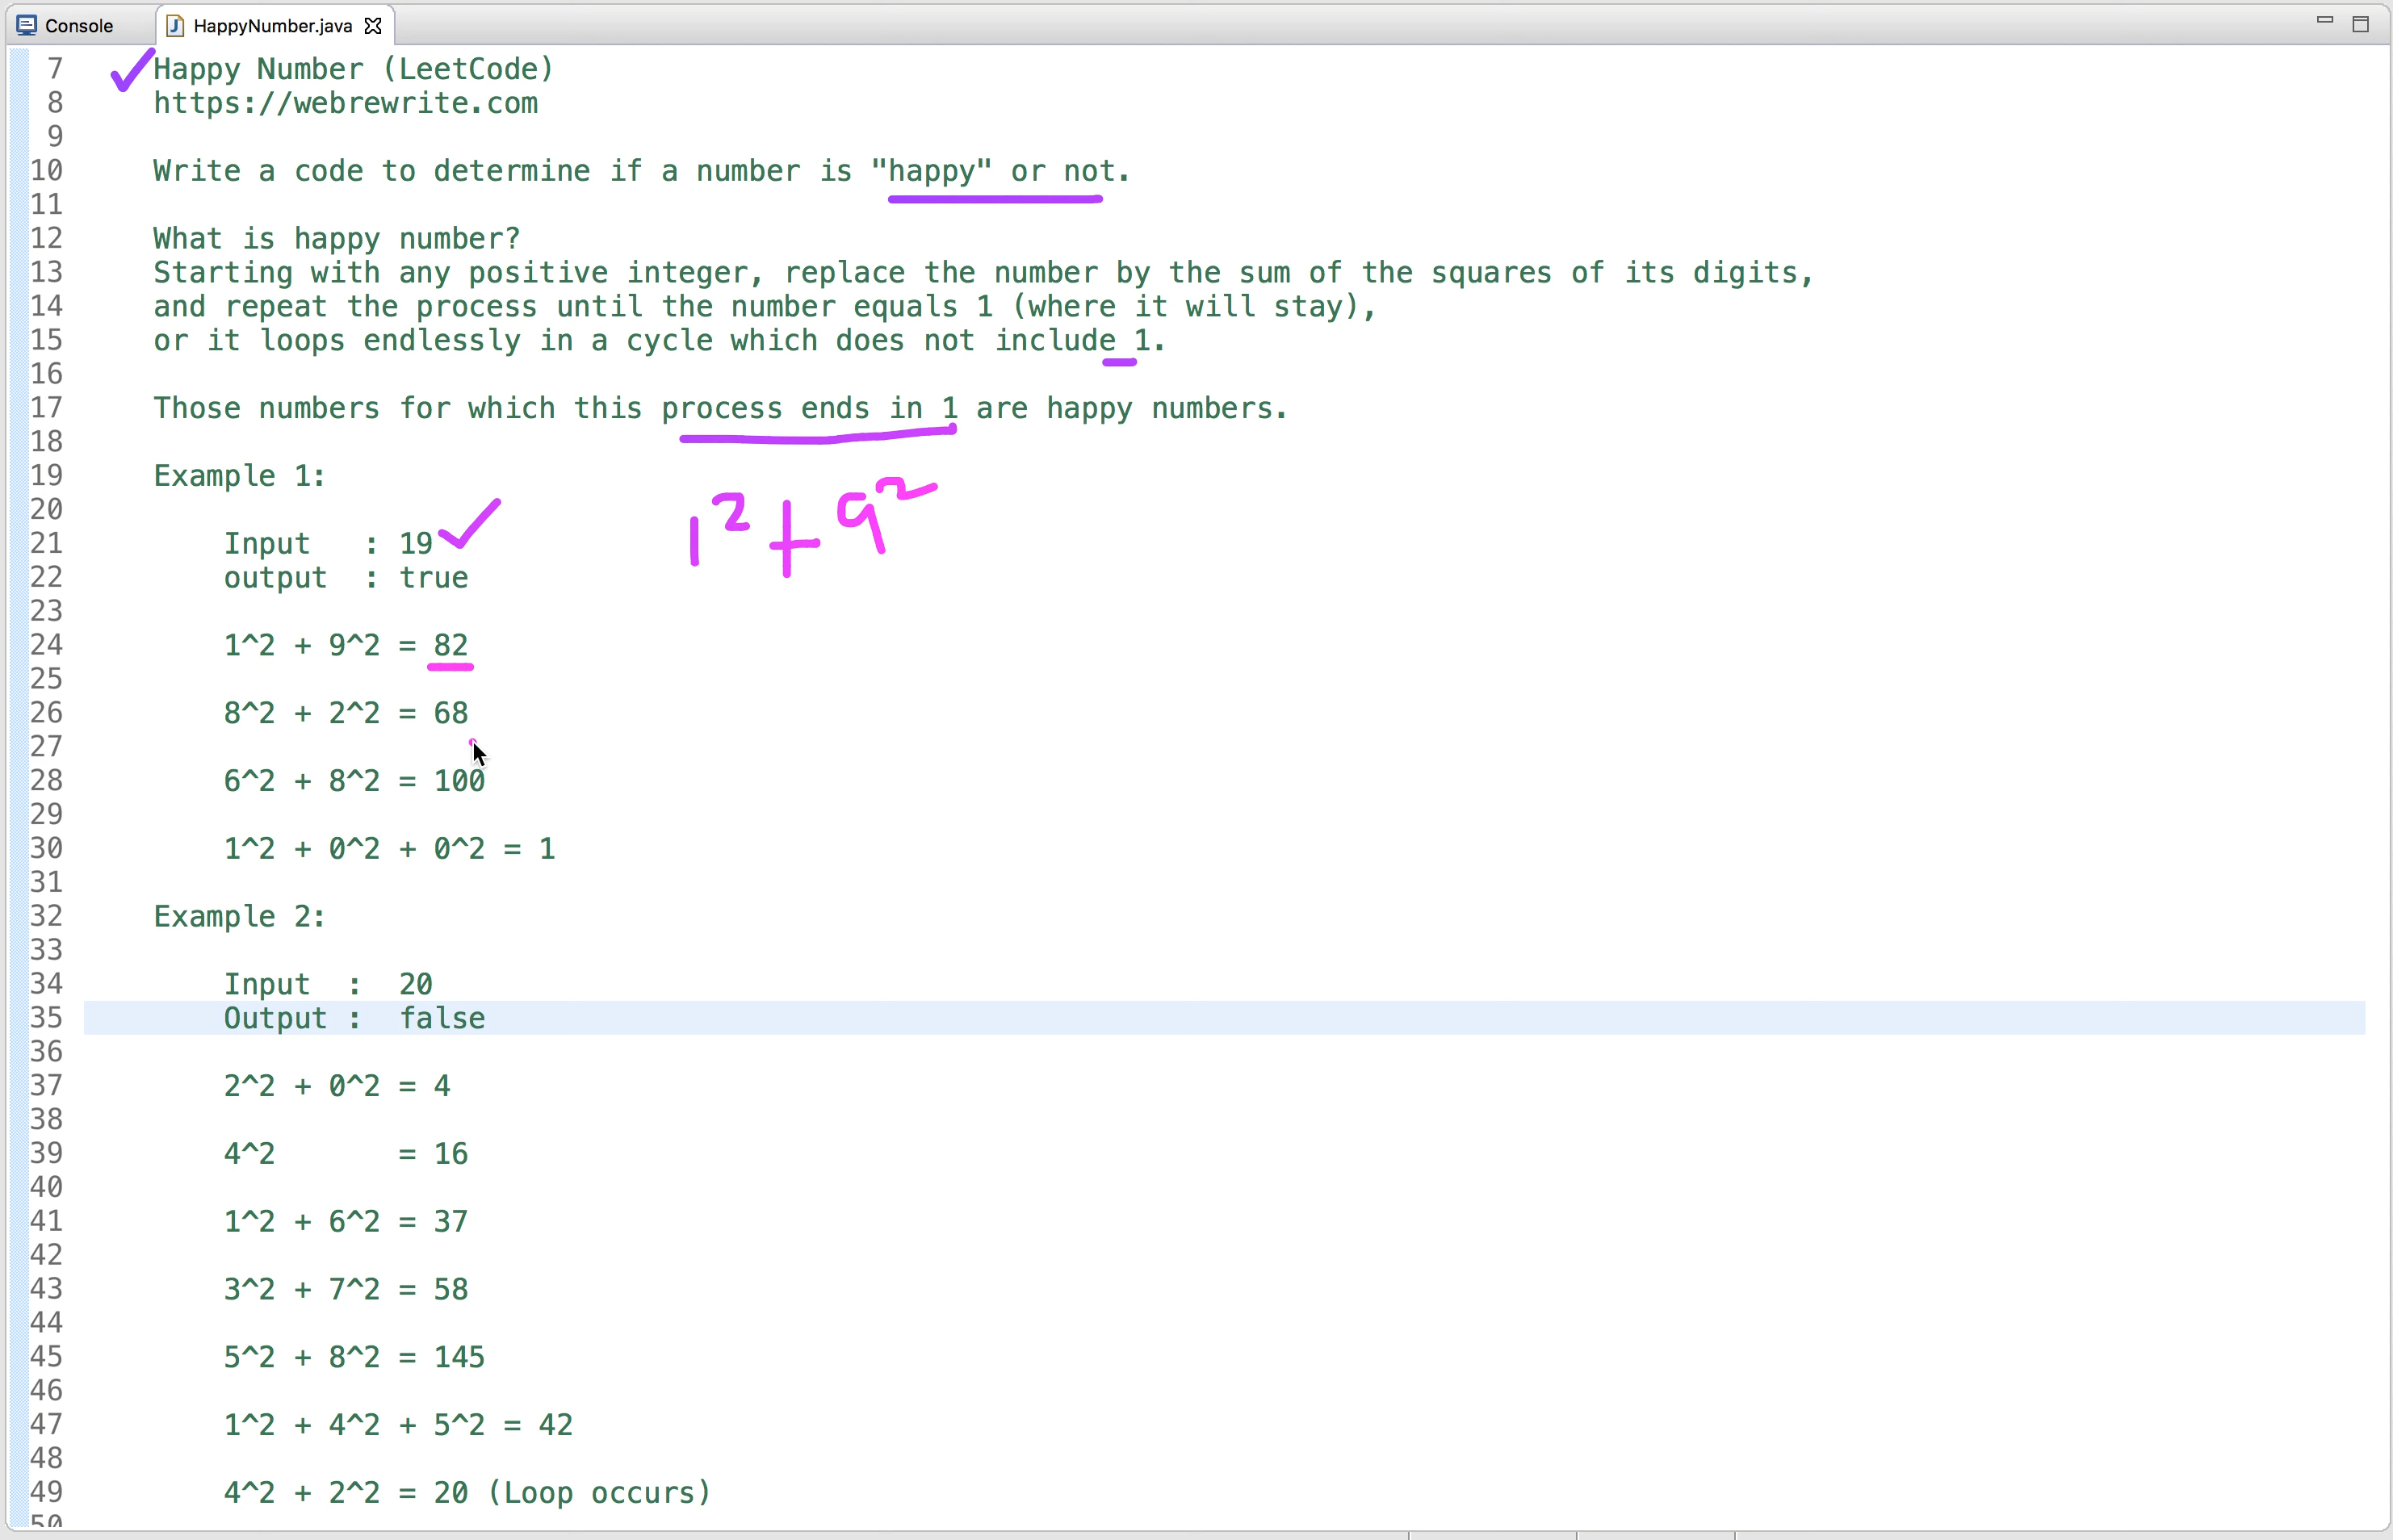 Console HappyNumber.java
7 Happy Number (LeetCode)
8 https://webrewrite.com
9
10 Write a code to determine if a number is "happy" or not.
11
12 What is happy number?
13 Starting with any positive integer, replace the number by the sum of the squares of its digits,
14 and repeat the process until the number equals 1 (where it will stay),
15 or it loops endlessly in a cycle which does not include 1.
16
17 Those numbers for which this process ends in 1 are happy numbers.
18
19 Example 1:
20
1² + 9²
21 Input : 19
22 output : true
23
24 1^2 + 9^2 = 82
25
26 8^2 + 2^2 = 68
27
28 6^2 + 8^2 = 100
29
30 1^2 + 0^2 + 0^2 = 1
31
32 Example 2:
33
34 Input : 20
35 Output : false
36
37 2^2 + 0^2 = 4
38
39 4^2 = 16
40
41 1^2 + 6^2 = 37
42
43 3^2 + 7^2 = 58
44
45 5^2 + 8^2 = 145
46
47 1^2 + 4^2 + 5^2 = 42
48
49 4^2 + 2^2 = 20 (Loop occurs)
50